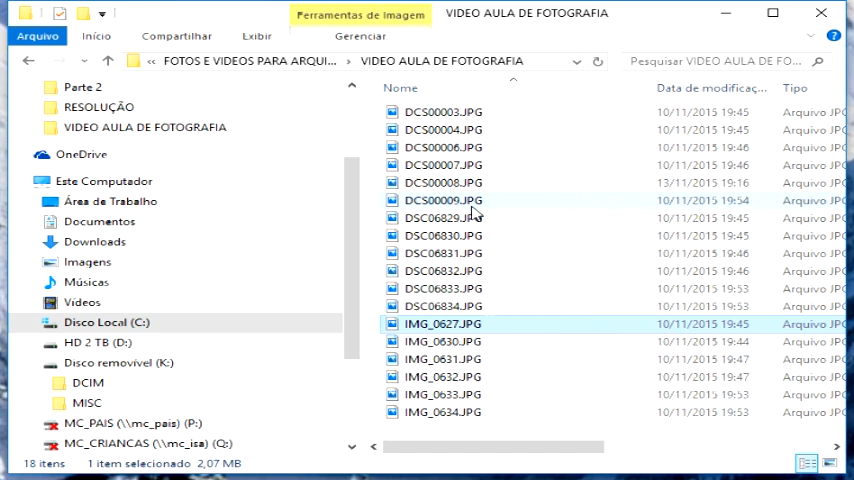 Ferramentas de Imagem VIDEO AULA DE FOTOGRAFIA
Arquivo Início Compartilhar Exibir Gerenciar
« FOTOS E VIDEOS PARA ARQUI... › VIDEO AULA DE FOTOGRAFIA Pesquisar VIDEO AULA DE FO...
Nome Data de modificaç... Tipo
Parte 2
RESOLUÇÃO
VIDEO AULA DE FOTOGRAFIA
OneDrive
Este Computador
Área de Trabalho
Documentos
Downloads
Imagens
Músicas
Vídeos
Disco Local (C:)
HD 2 TB (D:)
Disco removível (K:)
DCIM
MISC
MC_PAIS (\\mc_pais) (P:)
MC_CRIANCAS (\\mc_isa) (Q:)
DCS00003.JPG 10/11/2015 19:45 Arquivo JPG
DCS00004.JPG 10/11/2015 19:45 Arquivo JPG
DCS00006.JPG 10/11/2015 19:46 Arquivo JPG
DCS00007.JPG 10/11/2015 19:46 Arquivo JPG
DCS00008.JPG 13/11/2015 19:16 Arquivo JPG
DCS00009.JPG 10/11/2015 19:54 Arquivo JPG
DSC06829.JPG 10/11/2015 19:45 Arquivo JPG
DSC06830.JPG 10/11/2015 19:45 Arquivo JPG
DSC06831.JPG 10/11/2015 19:46 Arquivo JPG
DSC06832.JPG 10/11/2015 19:46 Arquivo JPG
DSC06833.JPG 10/11/2015 19:53 Arquivo JPG
DSC06834.JPG 10/11/2015 19:53 Arquivo JPG
IMG_0627.JPG 10/11/2015 19:45 Arquivo JPG
IMG_0630.JPG 10/11/2015 19:44 Arquivo JPG
IMG_0631.JPG 10/11/2015 19:47 Arquivo JPG
IMG_0632.JPG 10/11/2015 19:47 Arquivo JPG
IMG_0633.JPG 10/11/2015 19:53 Arquivo JPG
IMG_0634.JPG 10/11/2015 19:53 Arquivo JPG
18 itens 1 item selecionado 2,07 MB